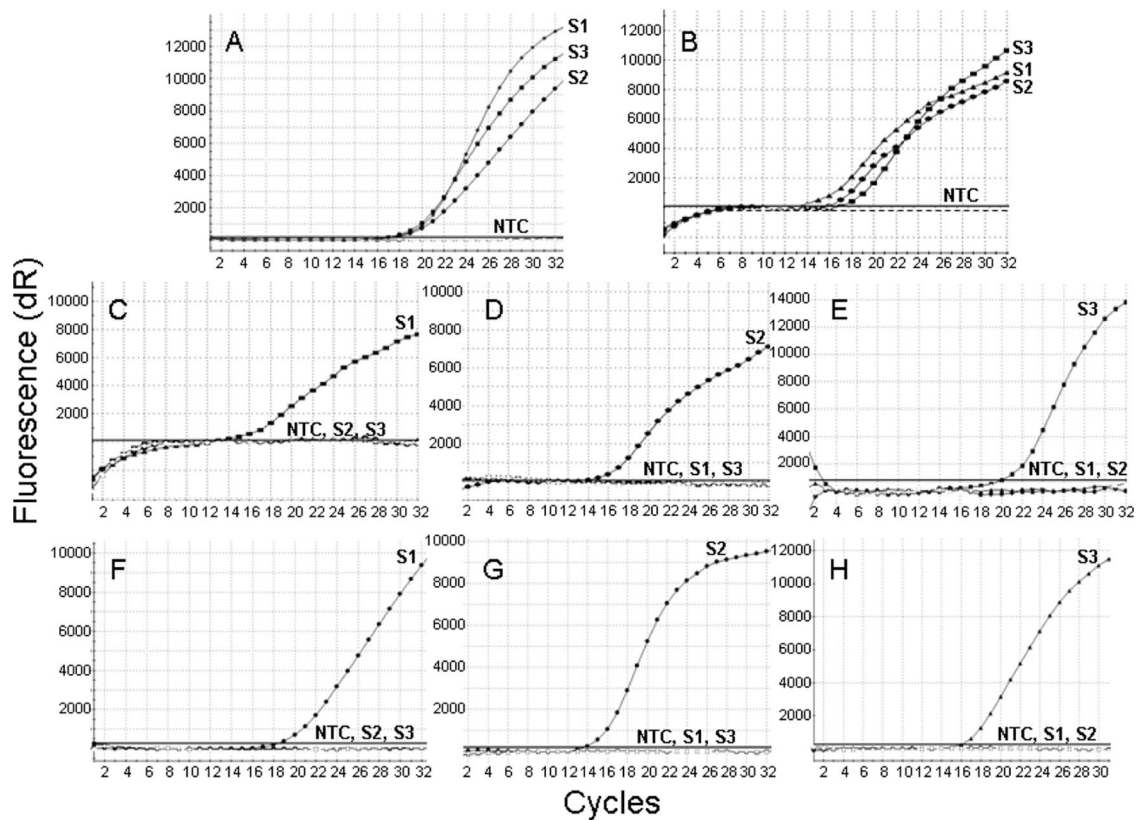 A
S1
S3
S2
NTC
12000
10000
8000
6000
4000
2000
2 4 6 8 10 12 14 16 18 20 22 24 26 28 30 32
B
S3
S1
S2
NTC
12000
10000
8000
6000
4000
2000
2 4 6 8 10 12 14 16 18 20 22 24 26 28 30 32
Fluorescence (dR)
C
S1
NTC, S2, S3
10000
8000
6000
4000
2000
2 4 6 8 10 12 14 16 18 20 22 24 26 28 30 32
D
S2
NTC, S1, S3
10000
8000
6000
4000
2000
2 4 6 8 10 12 14 16 18 20 22 24 26 28 30 32
E
S3
NTC, S1, S2
14000
12000
10000
8000
6000
4000
2000
2 4 6 8 10 12 14 16 18 20 22 24 26 28 30 32
F
S1
NTC, S2, S3
10000
8000
6000
4000
2000
2 4 6 8 10 12 14 16 18 20 22 24 26 28 30 32
G
S2
NTC, S1, S3
10000
8000
6000
4000
2000
2 4 6 8 10 12 14 16 18 20 22 24 26 28 30 32
H
S3
NTC, S1, S2
12000
10000
8000
6000
4000
2000
2 4 6 8 10 12 14 16 18 20 22 24 26 28 30
Cycles